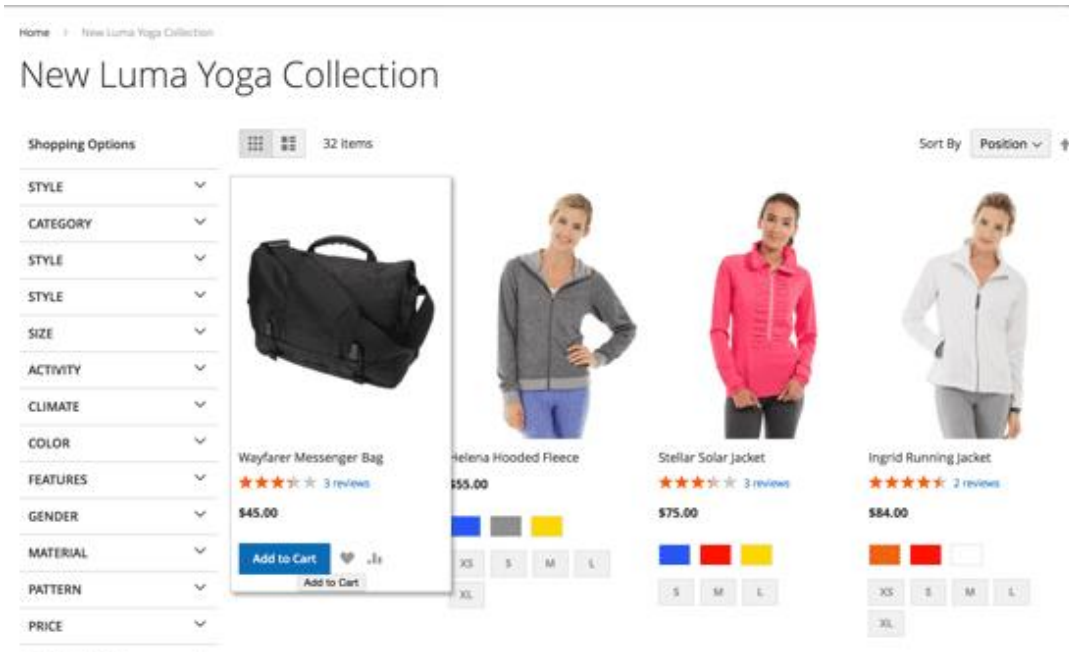 Home > New Luma Yoga Collection
New Luma Yoga Collection
Shopping Options
32 Items
Sort By Position
STYLE
CATEGORY
STYLE
STYLE
SIZE
ACTIVITY
CLIMATE
COLOR
FEATURES
GENDER
MATERIAL
PATTERN
PRICE
Wayfarer Messenger Bag
3 reviews
$45.00
Add to Cart
Add to Cart
Helena Hooded Fleece
$55.00
XS S M L
XL
Stellar Solar Jacket
3 reviews
$75.00
S M L
Ingrid Running Jacket
2 reviews
$84.00
XS S M L
XL